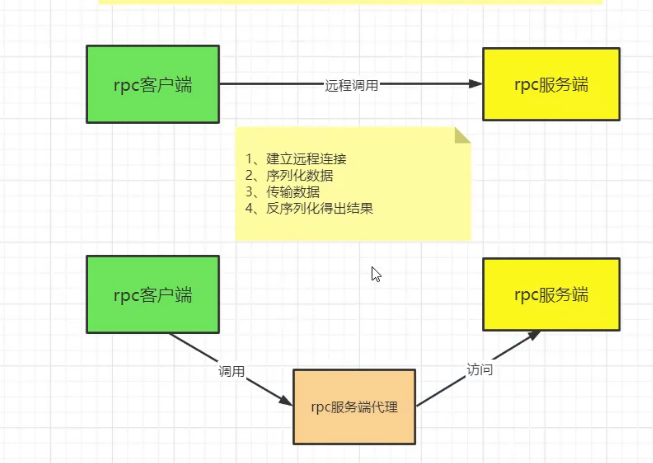 rpc客户端
远程调用
rpc服务端
1、建立远程连接
2、序列化数据
3、传输数据
4、反序列化得出结果
rpc客户端
rpc服务端
调用
访问
rpc服务端代理